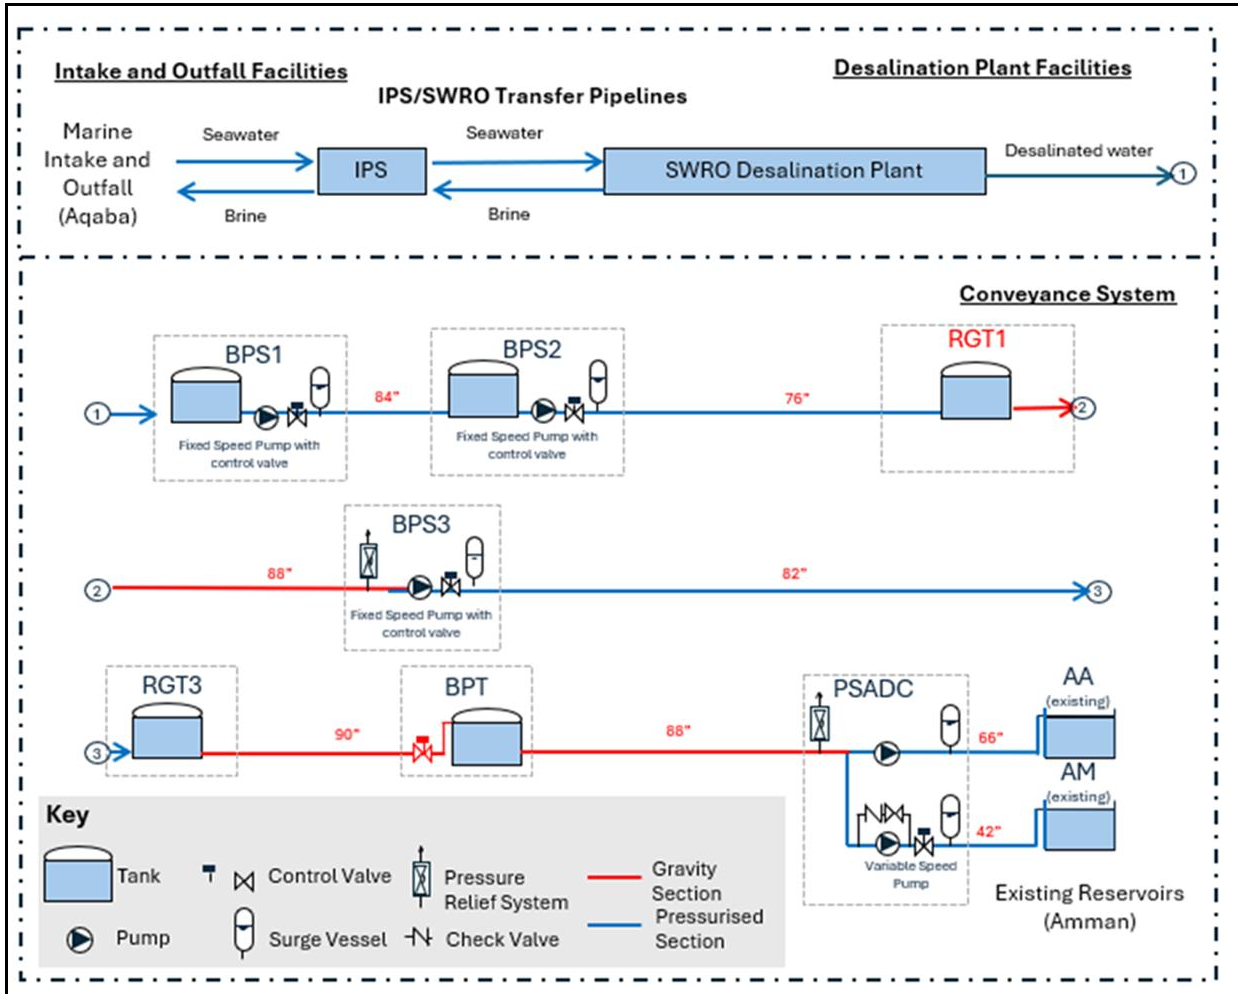 Intake and Outfall Facilities
Desalination Plant Facilities
IPS/SWRO Transfer Pipelines
Marine
Intake and
Outfall
(Aqaba)
Seawater
Brine
IPS
Seawater
Brine
SWRO Desalination Plant
Desalinated water
1
Conveyance System
1
BPS1
Fixed Speed Pump with
control valve
84"
BPS2
Fixed Speed Pump with
control valve
76"
RGT1
2
2
88"
BPS3
Fixed Speed Pump with
control valve
82"
3
3
RGT3
90"
BPT
88"
PSADC
66"
AA
(existing)
AM
(existing)
42"
Variable Speed
Pump
Existing Reservoirs
(Amman)
Key
Tank
Control Valve
Pressure
Relief System
Gravity
Section
Pump
Surge Vessel
Check Valve
Pressurised
Section